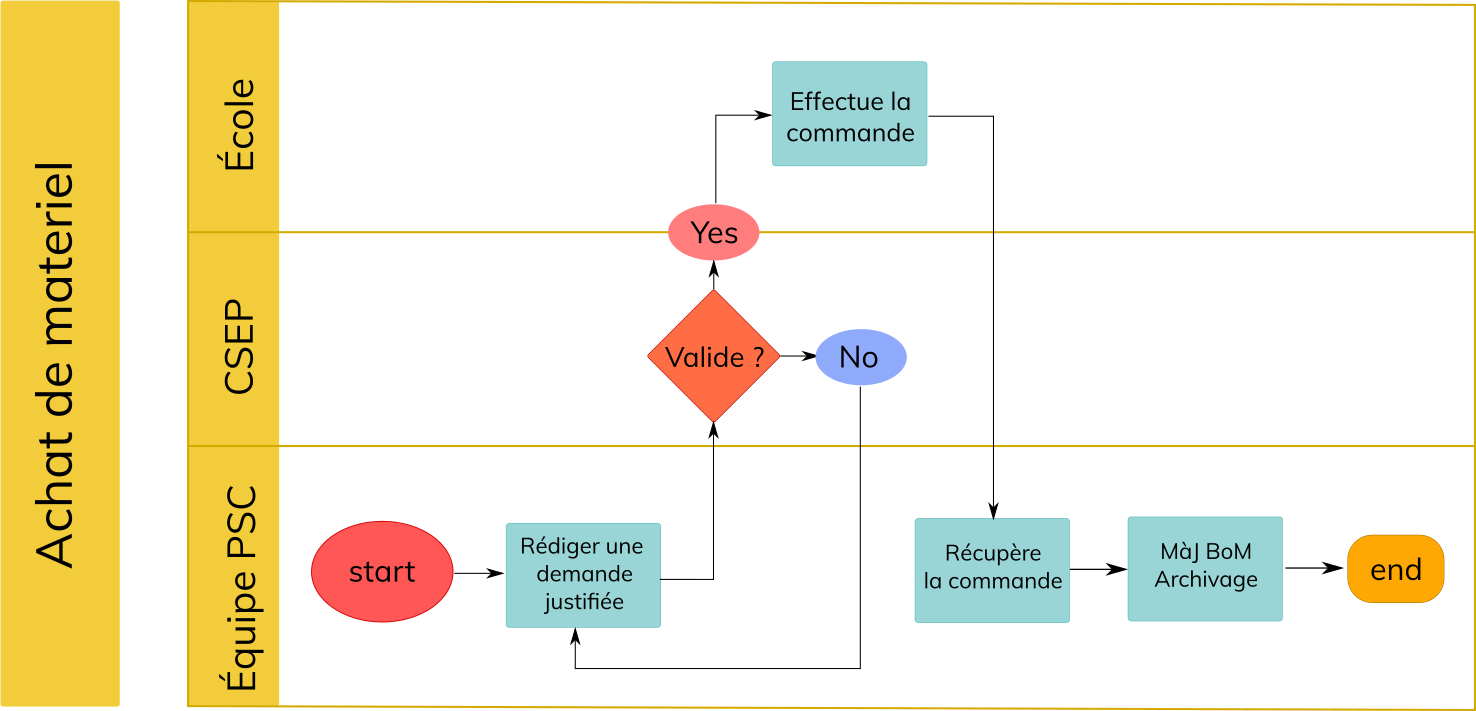 Achat de materiel
École
Effectue la
commande
Yes
CSEP
Valide ?
No
Équipe PSC
start
Rédiger une
demande
justifiée
Récupère
la commande
MàJ BoM
Archivage
end